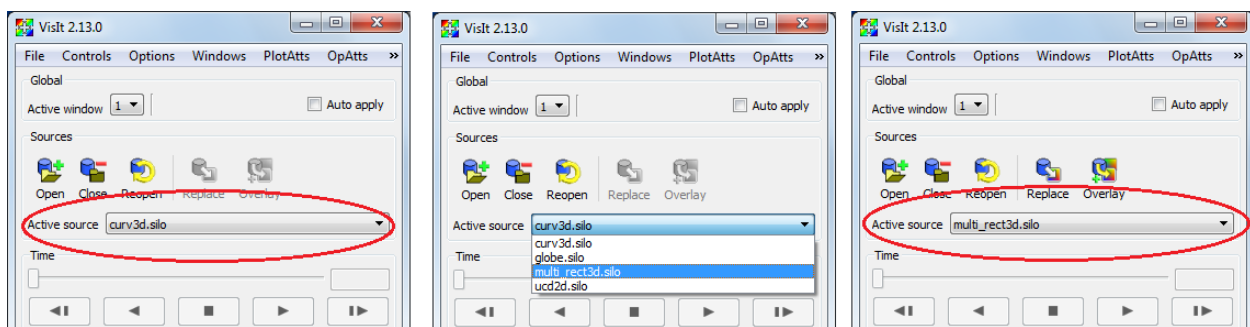 VisIt 2.13.0
File Controls Options Windows PlotAtts OpAtts »
Global
Active window 1
Auto apply
Sources
Open Close Reopen Replace Overlay
Active source curv3d.silo
Time
VisIt 2.13.0
File Controls Options Windows PlotAtts OpAtts »
Global
Active window 1
Auto apply
Sources
Open Close Reopen Replace Overlay
Active source curv3d.silo
curv3d.silo
globe.silo
multi_rect3d.silo
ucd2d.silo
Time
VisIt 2.13.0
File Controls Options Windows PlotAtts OpAtts »
Global
Active window 1
Auto apply
Sources
Open Close Reopen Replace Overlay
Active source multi_rect3d.silo
Time